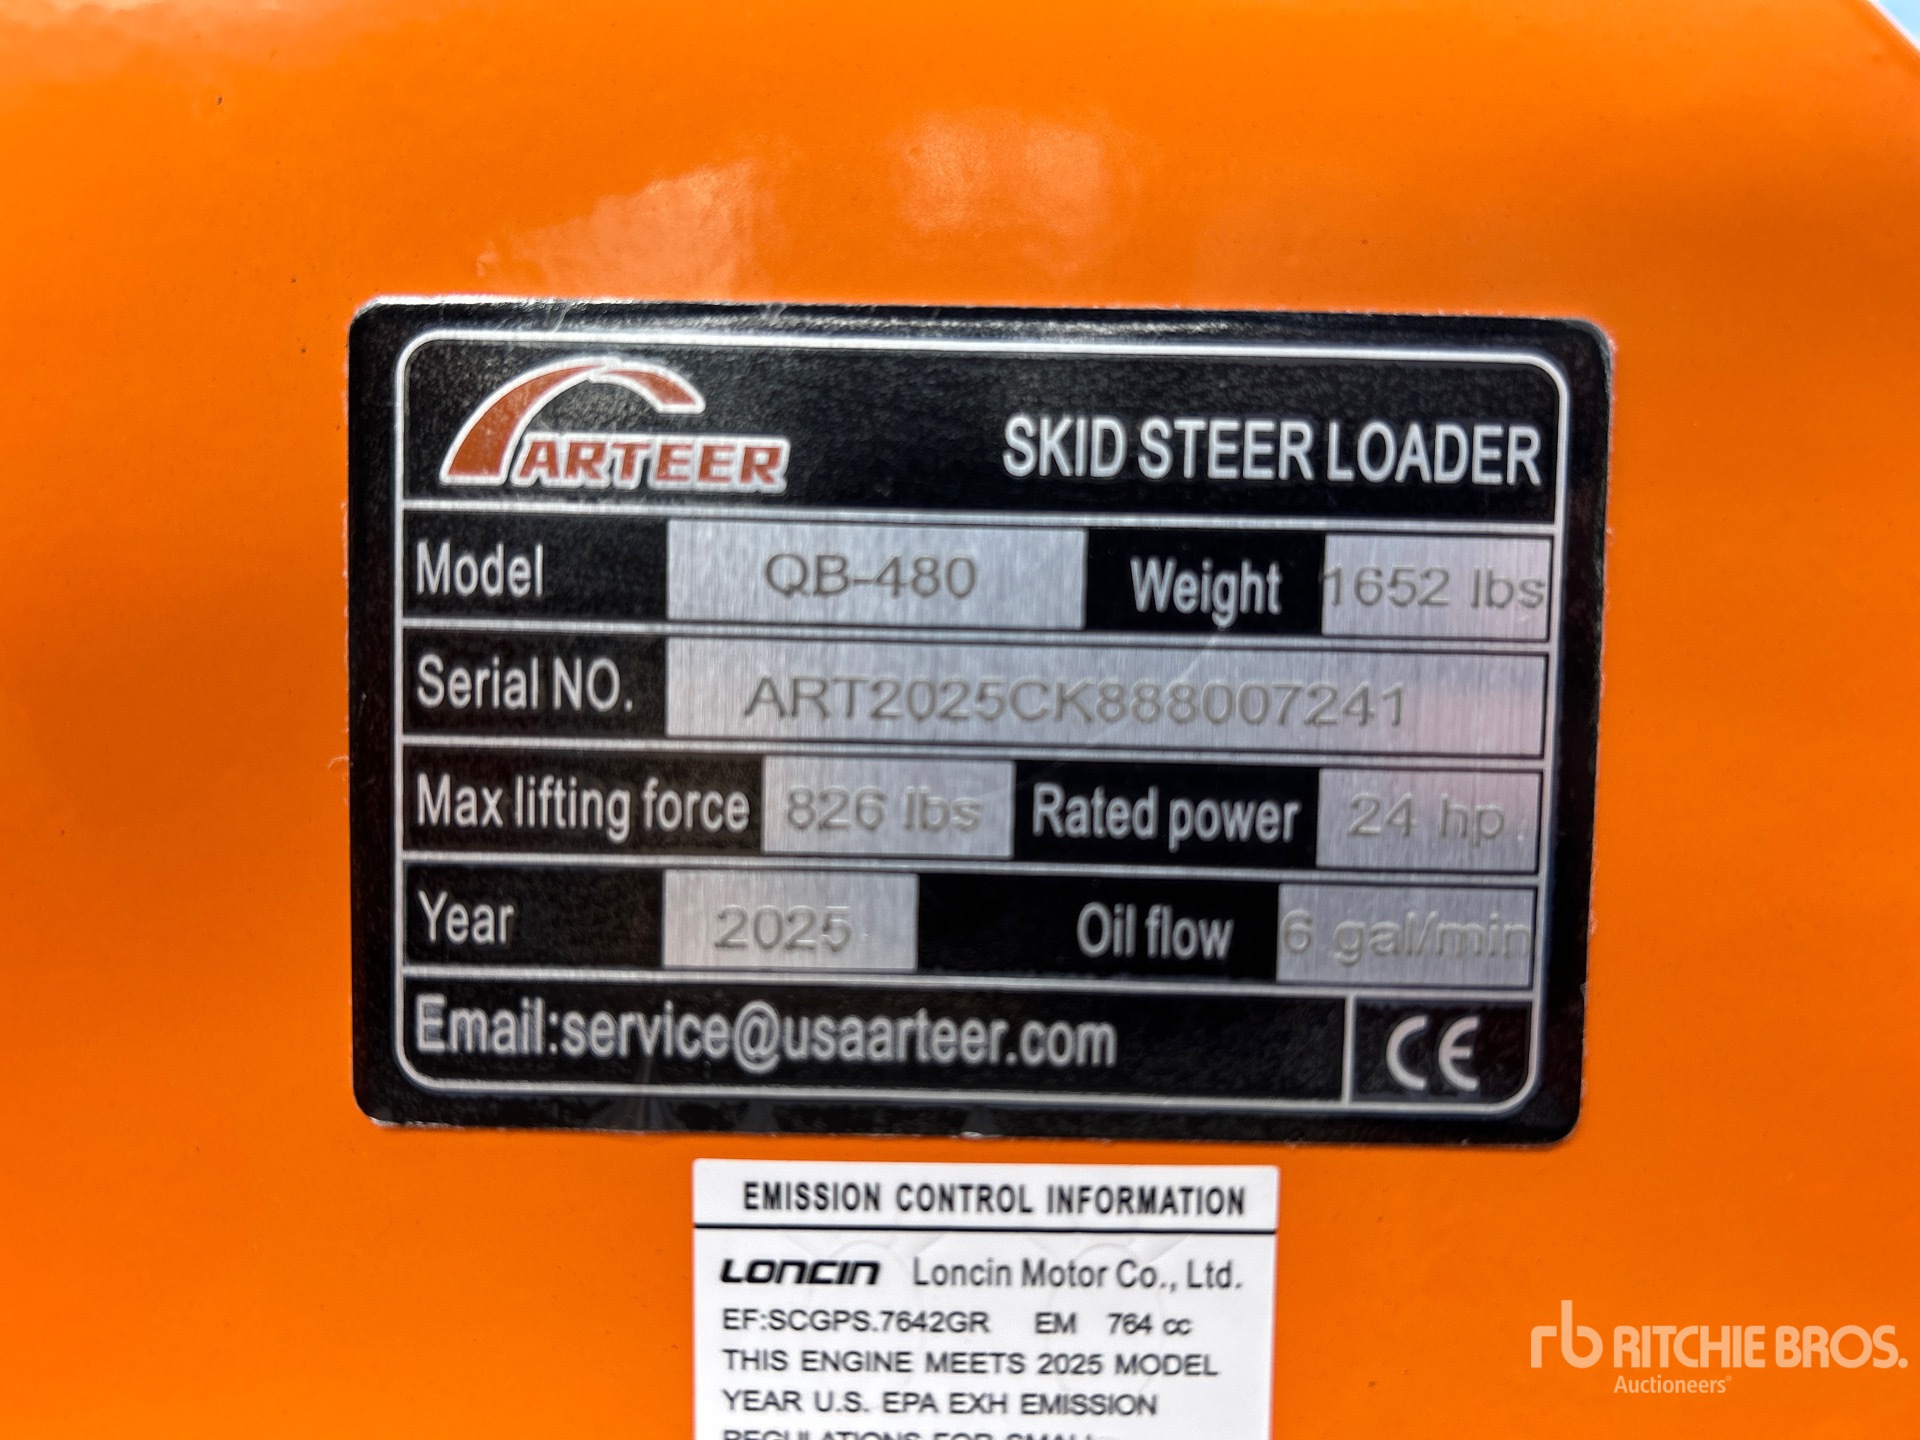 ARTEER SKID STEER LOADER
Model QB-480 Weight 1652 lbs
Serial NO. ART2025CK888007241
Max lifting force 826 lbs Rated power 24 hp
Year 2025 Oil flow 6 gal/min
Email:service@usaarteer.com CE
EMISSION CONTROL INFORMATION
LONCIN Loncin Motor Co., Ltd.
EF:SCGPS.7642GR EM 764 cc
THIS ENGINE MEETS 2025 MODEL
YEAR U.S. EPA EXH EMISSION
REGULATIONS FOR
rb RITCHIE BROS.
Auctioneers